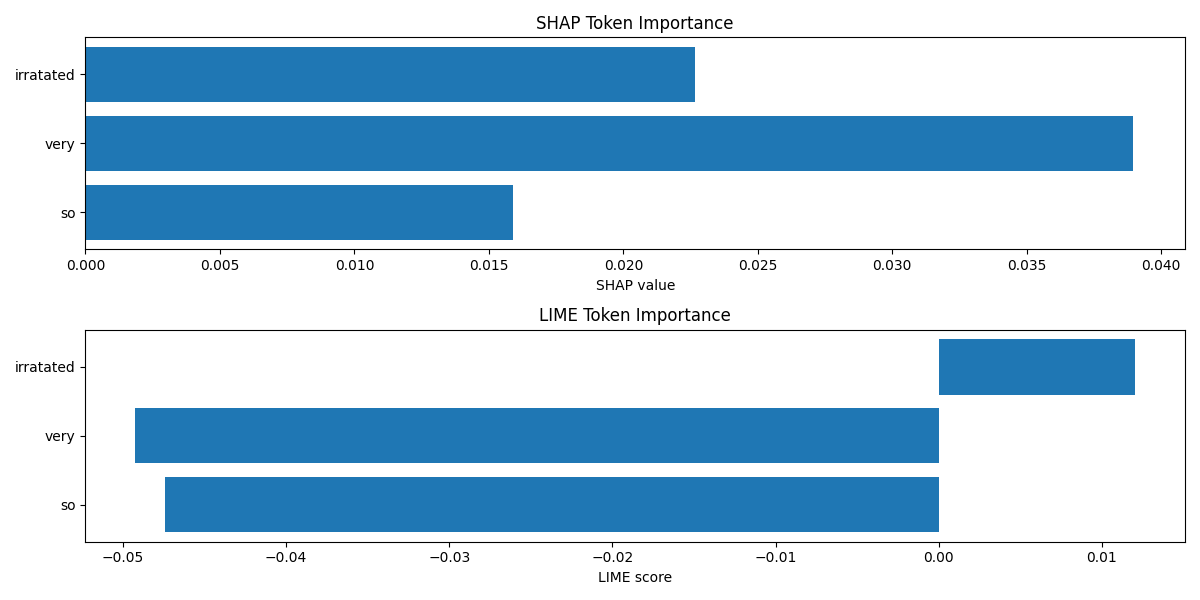 SHAP Token Importance
irratated
very
so
0.000 0.005 0.010 0.015 0.020 0.025 0.030 0.035 0.040
SHAP value
LIME Token Importance
irratated
very
so
−0.05 −0.04 −0.03 −0.02 −0.01 0.00 0.01
LIME score